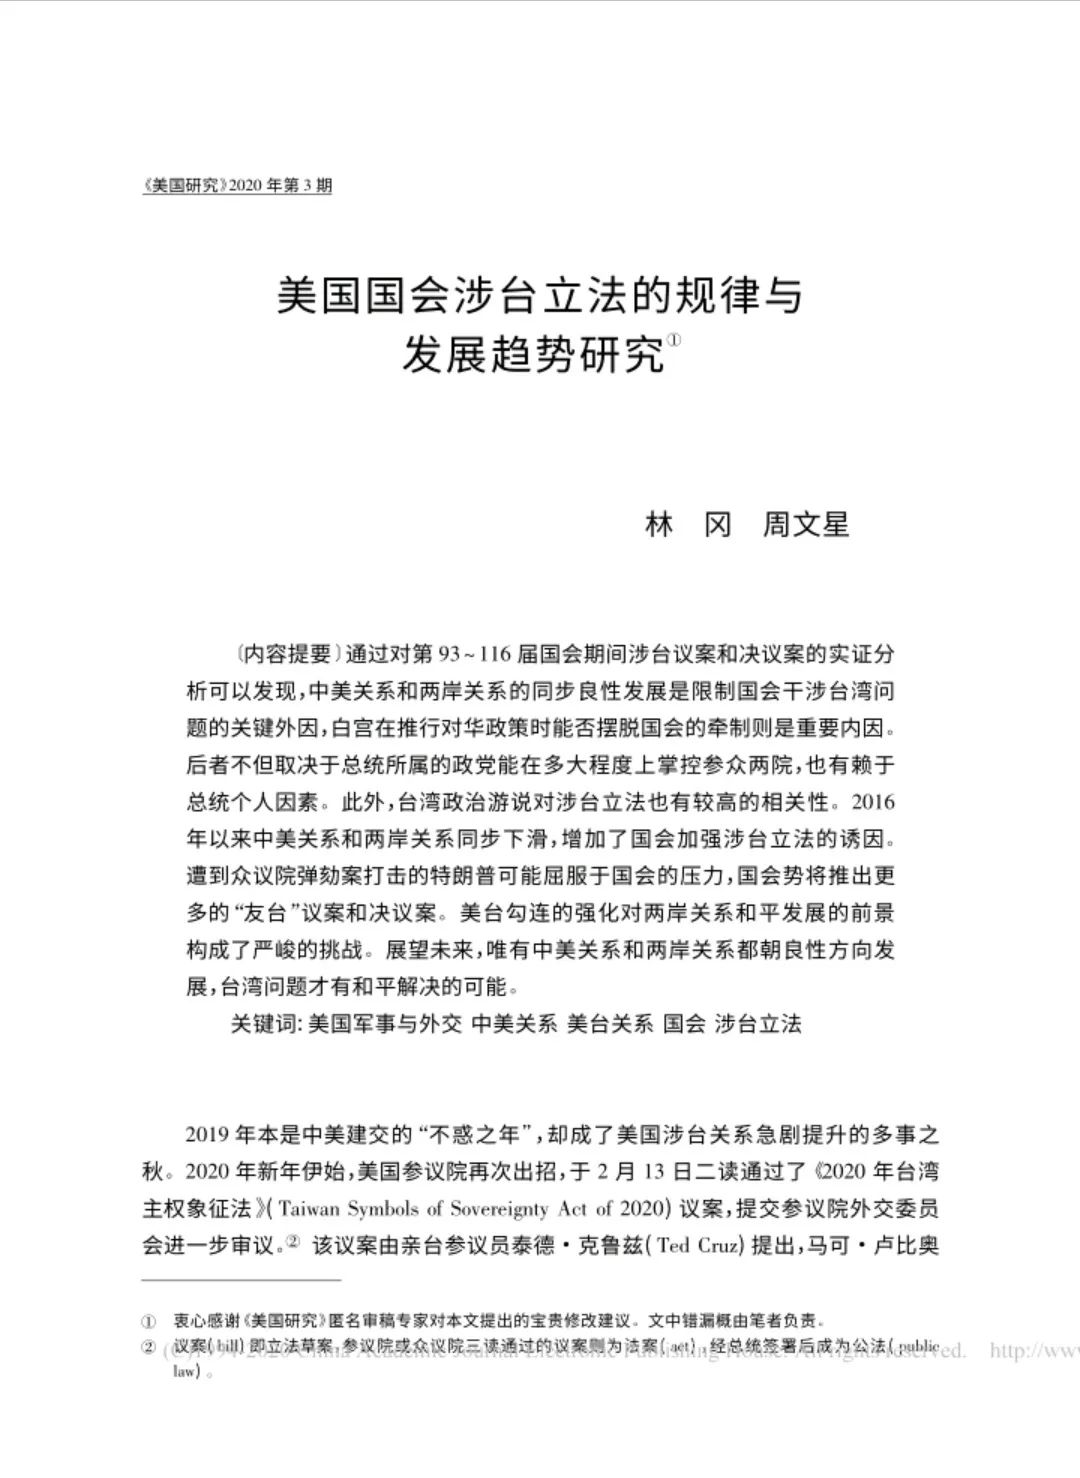 《美国研究》2020 年第 3 期
美国国会涉台立法的规律与
发展趋势研究①
林　冈　周文星
〔内容提要〕通过对第 93~116 届国会期间涉台议案和决议案的实证分
析可以发现,中美关系和两岸关系的同步良性发展是限制国会干涉台湾问
题的关键外因,白宫在推行对华政策时能否摆脱国会的牵制则是重要内因。
后者不但取决于总统所属的政党能在多大程度上掌控参众两院,也有赖于
总统个人因素。此外,台湾政治游说对涉台立法也有较高的相关性。2016
年以来中美关系和两岸关系同步下滑,增加了国会加强涉台立法的诱因。
遭到众议院弹劾案打击的特朗普可能屈服于国会的压力,国会势将推出更
多的“友台”议案和决议案。美台勾连的强化对两岸关系和平发展的前景
构成了严峻的挑战。展望未来,唯有中美关系和两岸关系都朝良性方向发
展,台湾问题才有和平解决的可能。
关键词: 美国军事与外交 中美关系 美台关系 国会 涉台立法
2019 年本是中美建交的“不惑之年”,却成了美国涉台关系急剧提升的多事之
秋。2020 年新年伊始,美国参议院再次出招,于 2 月 13 日二读通过了《2020 年台湾
主权象征法》( Taiwan Symbols of Sovereignty Act of 2020) 议案,提交参议院外交委员
会进一步审议。② 该议案由亲台参议员泰德·克鲁兹( Ted Cruz) 提出,马可·卢比奥
① 衷心感谢《美国研究》匿名审稿专家对本文提出的宝贵修改建议。文中错漏概由笔者负责。
② 议案( bill) 即立法草案,参议院或众议院三读通过的议案则为法案( act) ,经总统签署后成为公法( public
(C)1994-2020 China Academic Journal Electronic Publishing House. All rights reserved. http://www
law) 。